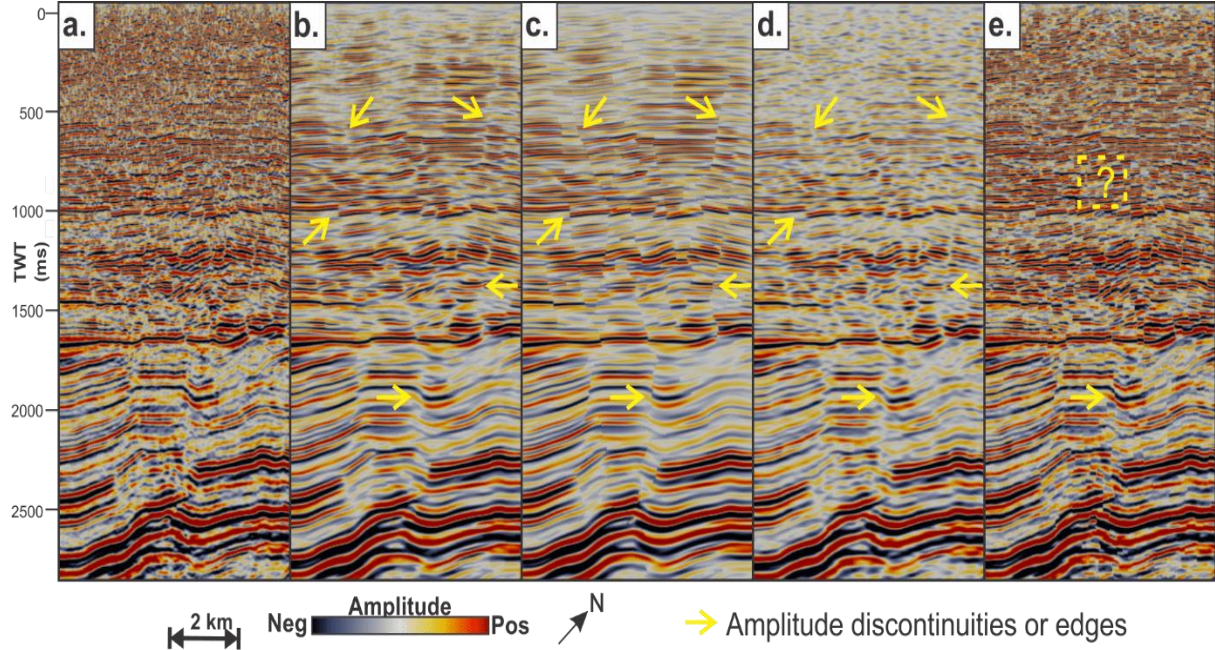 a.
b.
c.
d.
e.
0
500
?
1000
TWT
(ms)
1500
2000
2500
2 km
Amplitude
Neg
Pos
N
Amplitude discontinuities or edges